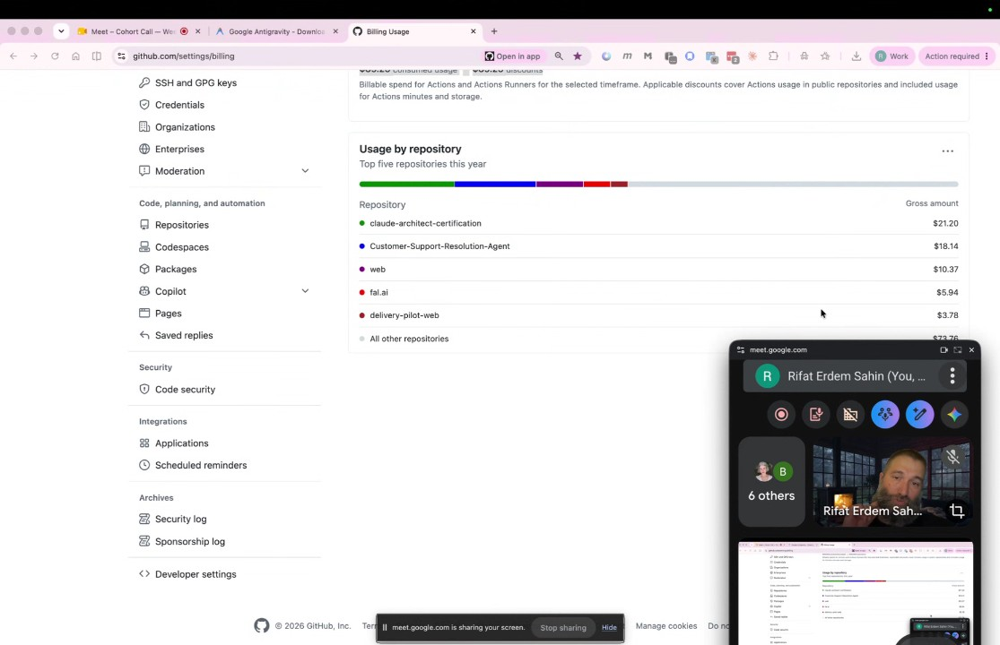 Meet – Cohort Call — We
Google Antigravity - Downloa
Billing Usage
github.com/settings/billing
Open in app
Work
Action required
SSH and GPG keys
Credentials
Organizations
Enterprises
Moderation
Code, planning, and automation
Repositories
Codespaces
Packages
Copilot
Pages
Saved replies
Security
Code security
Integrations
Applications
Scheduled reminders
Archives
Security log
Sponsorship log
Developer settings
consumed usage
discounts
Billable spend for Actions and Actions Runners for the selected timeframe. Applicable discounts cover Actions usage in public repositories and included usage
for Actions minutes and storage.
Usage by repository
Top five repositories this year
Repository Gross amount
claude-architect-certification $21.20
Customer-Support-Resolution-Agent $18.14
web $10.37
fal.ai $5.94
delivery-pilot-web $3.78
All other repositories $73.76
meet.google.com
R Rifat Erdem Sahin (You, ...
B
6 others
Rifat Erdem Sah...
© 2026 GitHub, Inc.
Manage cookies
meet.google.com is sharing your screen.
Stop sharing
Hide